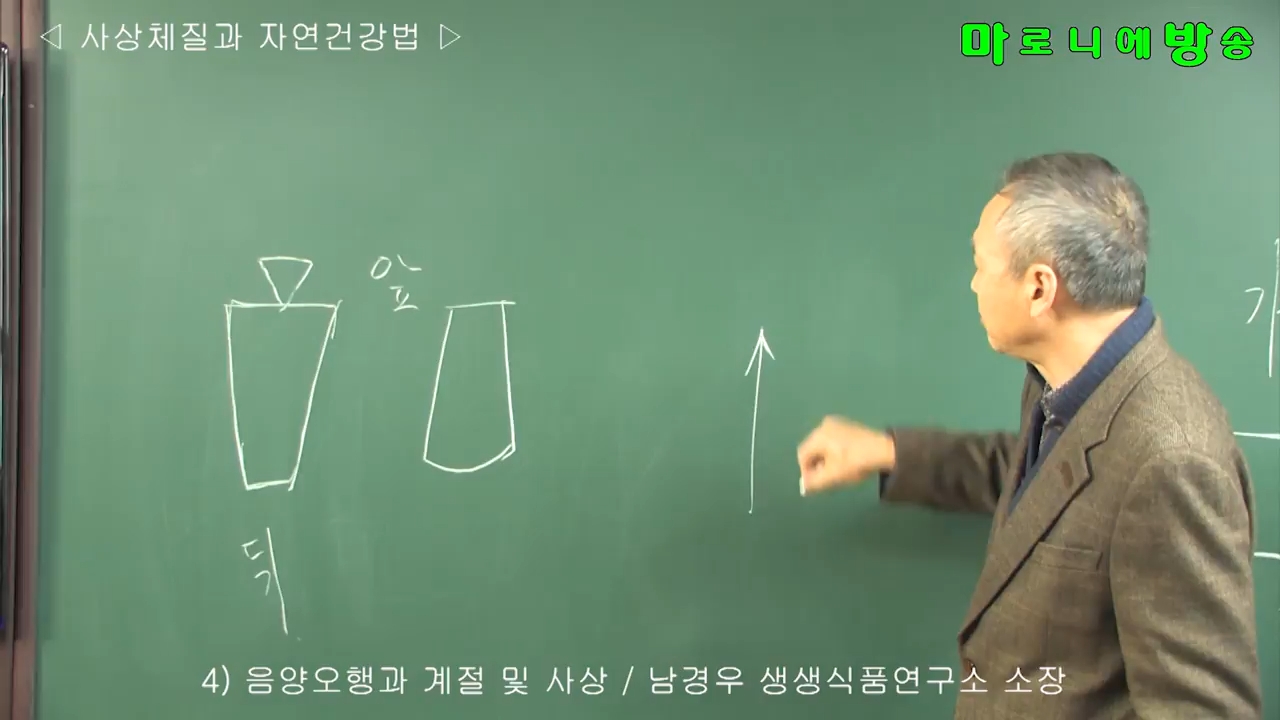 ◁ 사상체질과 자연건강법 ▷
마로니에방송
앞
뒤
가
4) 음양오행과 계절 및 사상 / 남경우 생생식품연구소 소장